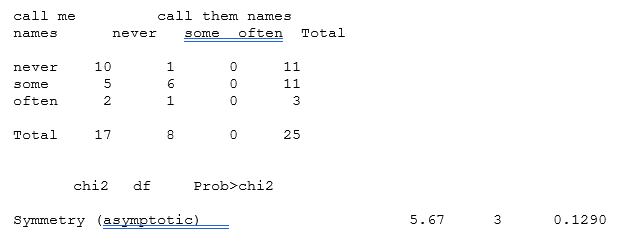 call me call them names
names never some often Total
never 10 1 0 11
some 5 6 0 11
often 2 1 0 3
Total 17 8 0 25
chi2 df Prob>chi2
Symmetry (asymptotic) 5.67 3 0.1290